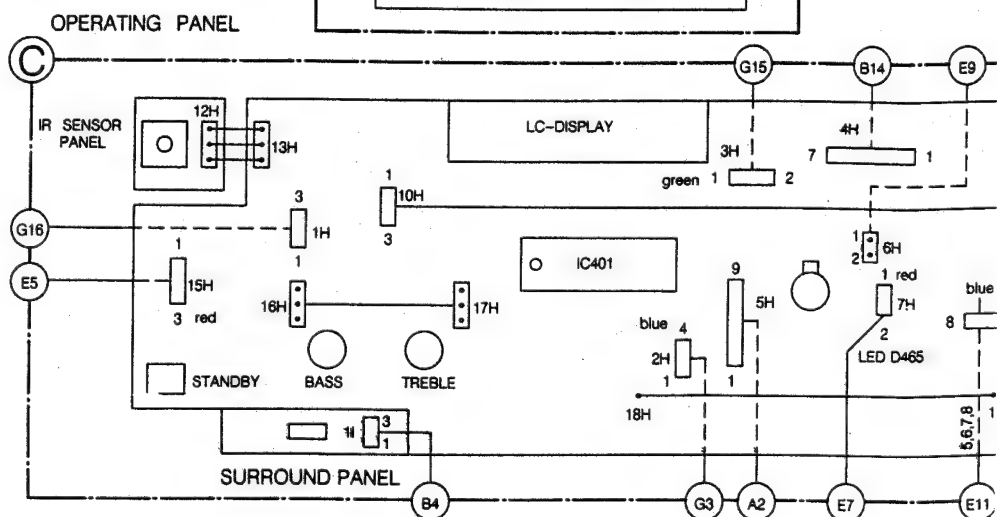 OPERATING PANEL
C
G15
B14
E9
IR SENSOR
PANEL
12H
13H
LC-DISPLAY
3H
green 1 2
4H
7 1
1
10H
3
3
1H
1
G16
E5
1
15H
3 red
16H
17H
IC401
1
2
6H
1 red
7H
2
LED D465
blue
8
9
5H
1
blue 4
2H
1
STANDBY
BASS
TREBLE
18H
1
5,6,7,8
3
1I
1
SURROUND PANEL
B4
G3
A2
E7
E11